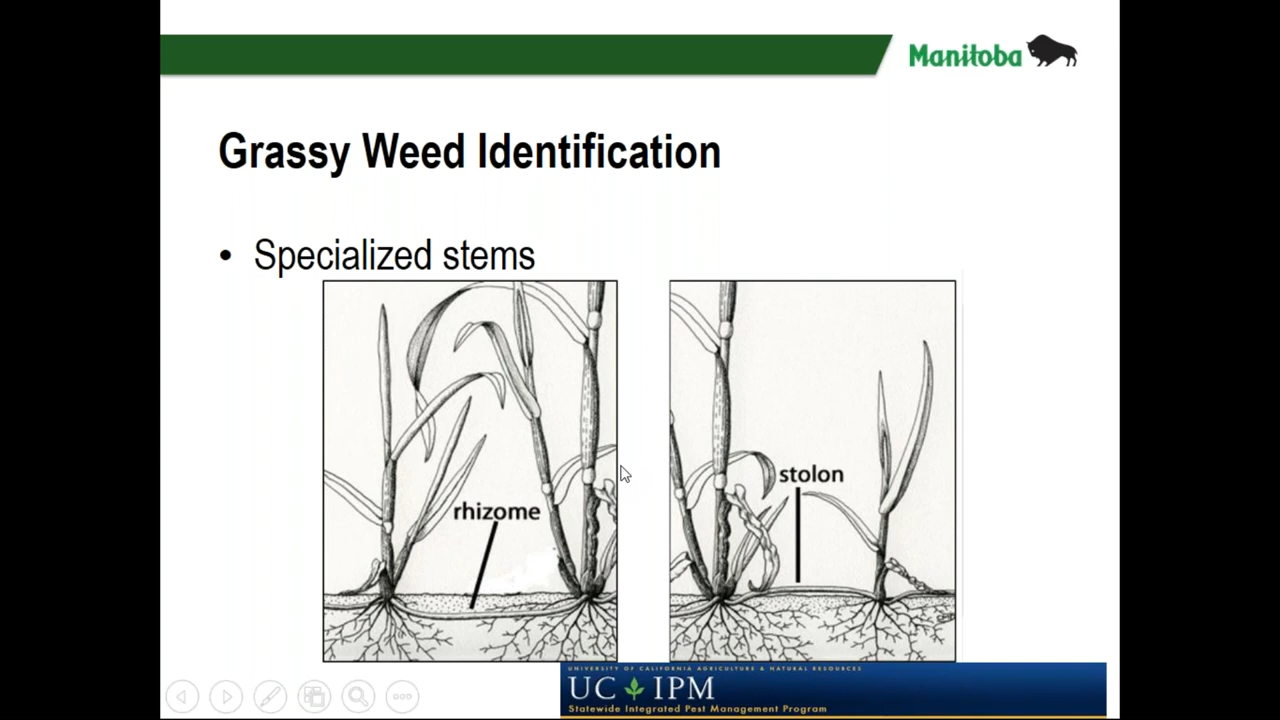 Manitoba
Grassy Weed Identification
• Specialized stems
rhizome
stolon
UNIVERSITY OF CALIFORNIA AGRICULTURE & NATURAL RESOURCES
UC IPM
Statewide Integrated Pest Management Program